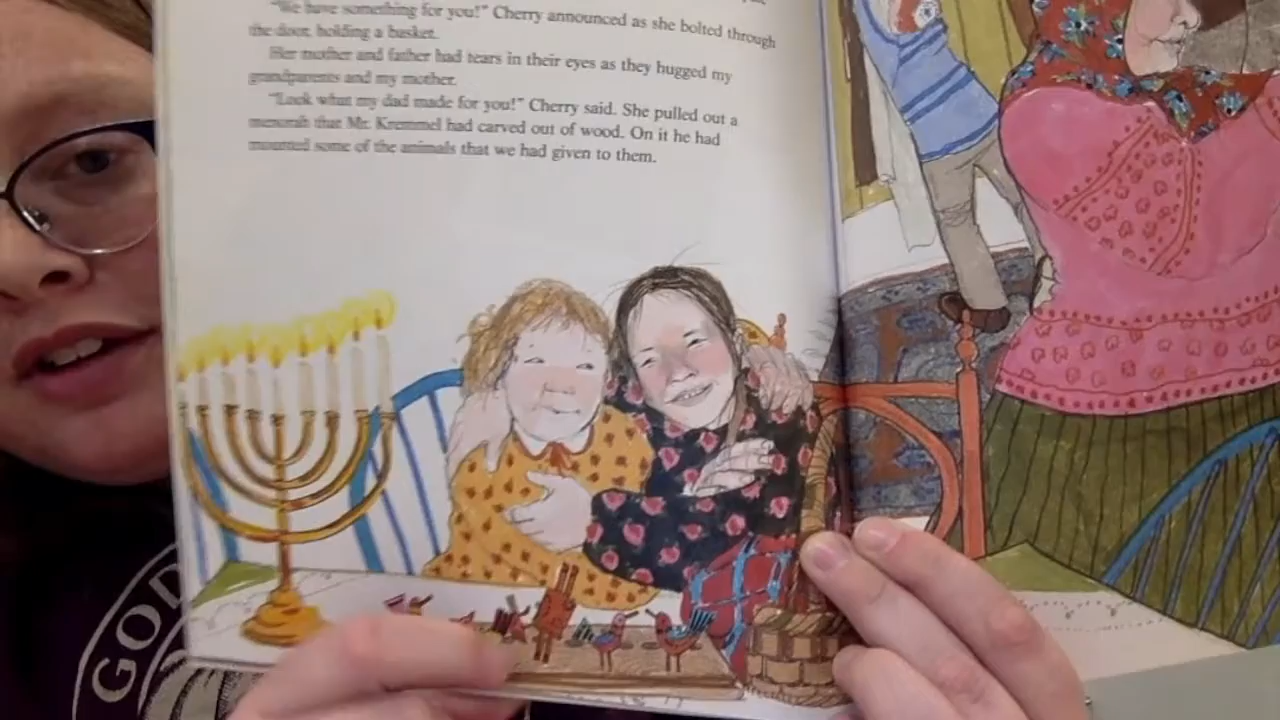 "We have something for you!" Cherry announced as she bolted through
the door, holding a basket.
Her mother and father had tears in their eyes as they hugged my
grandparents and my mother.
"Look what my dad made for you!" Cherry said. She pulled out a
menorah that Mr. Kremmel had carved out of wood. On it he had
mounted some of the animals that we had given to them.
GOD